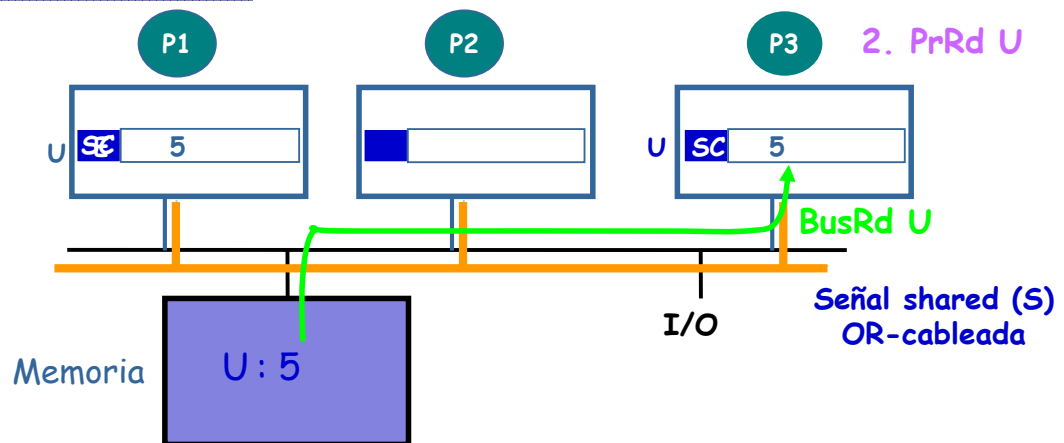 P1
P2
P3
2. PrRd U
U
5
U
SC
5
BusRd U
Señal shared (S)
OR-cableada
I/O
Memoria
U : 5